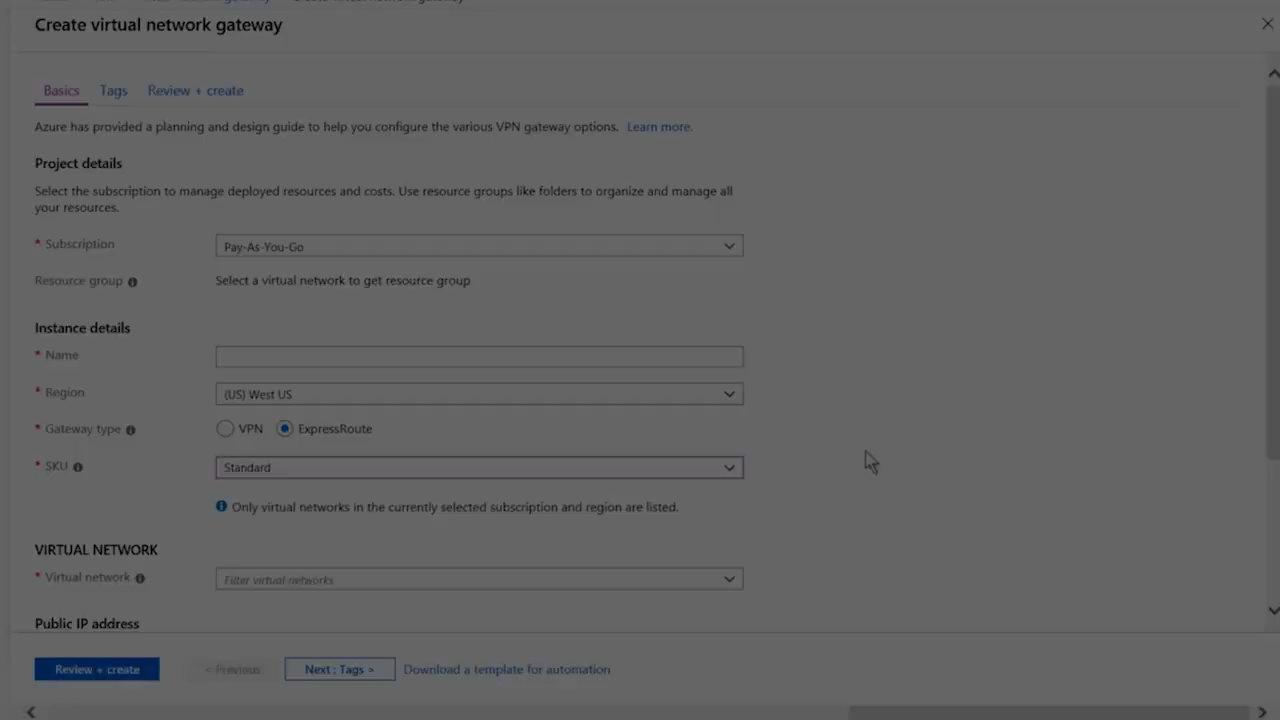 Create virtual network gateway
Basics Tags Review + create
Azure has provided a planning and design guide to help you configure the various VPN gateway options. Learn more.
Project details
Select the subscription to manage deployed resources and costs. Use resource groups like folders to organize and manage all
your resources.
* Subscription Pay-As-You-Go
Resource group Select a virtual network to get resource group
Instance details
* Name
* Region (US) West US
* Gateway type VPN ExpressRoute
* SKU Standard
Only virtual networks in the currently selected subscription and region are listed.
VIRTUAL NETWORK
* Virtual network Filter virtual networks
Public IP address
Review + create < Previous Next : Tags > Download a template for automation